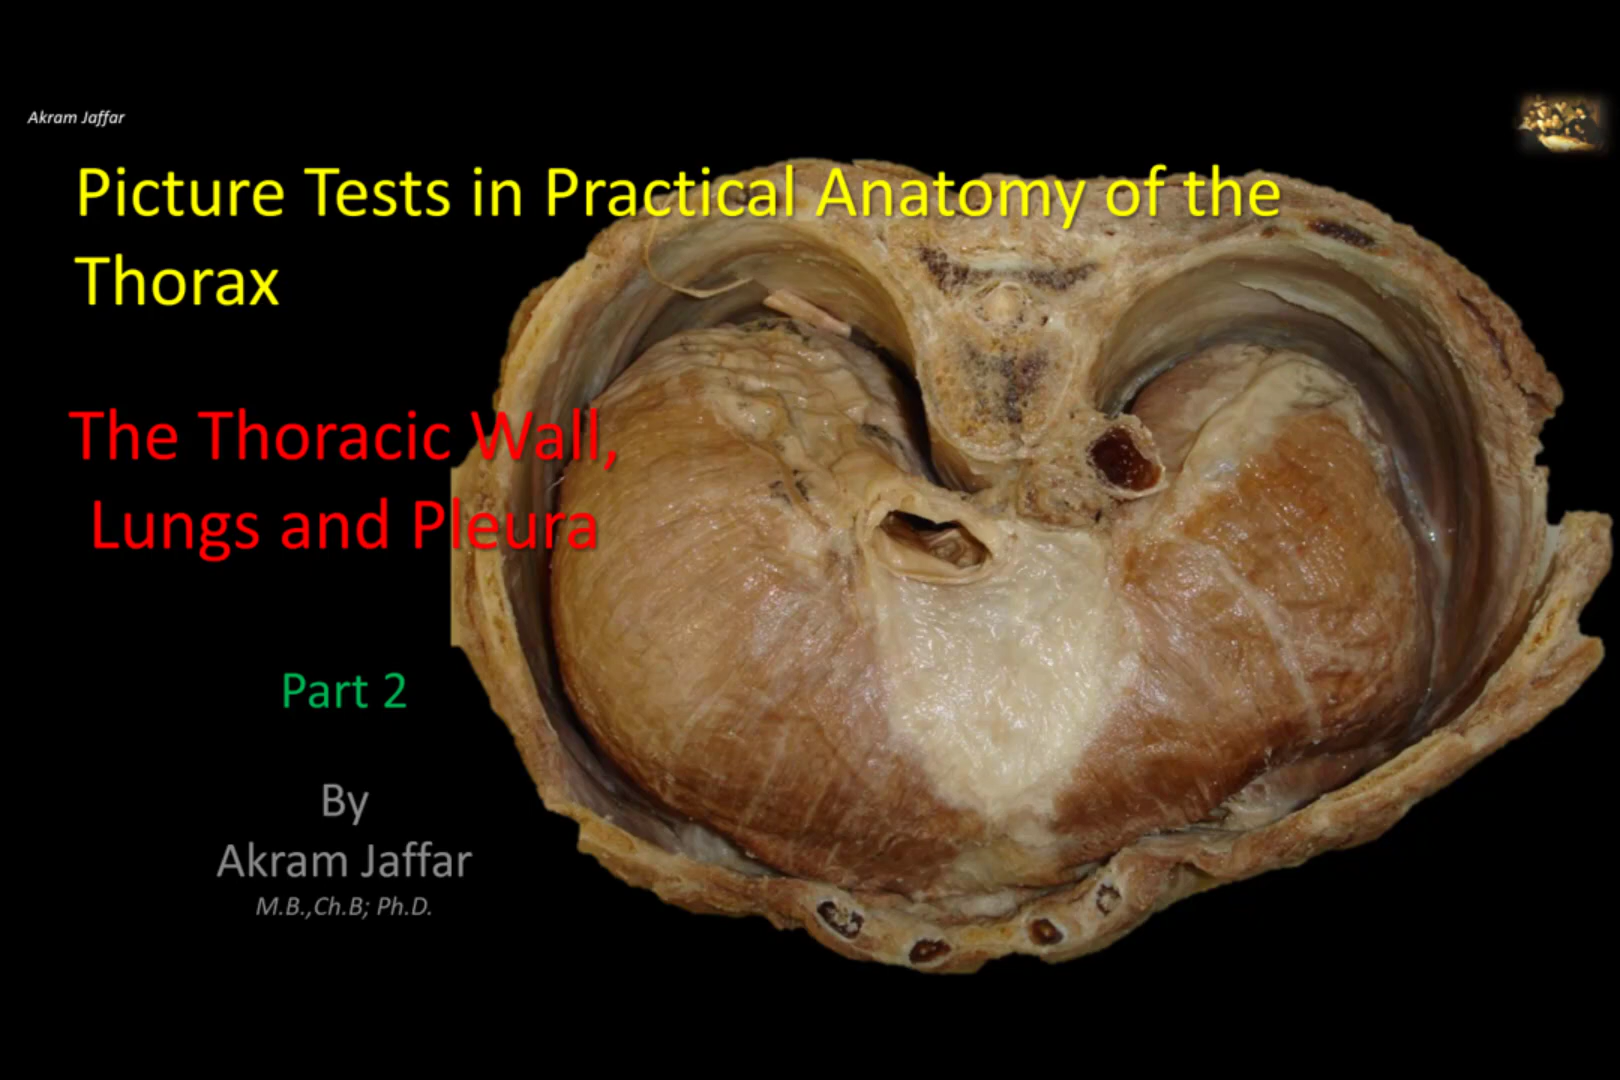 Akram Jaffar
Picture Tests in Practical Anatomy of the
Thorax
The Thoracic Wall,
Lungs and Pleura
Part 2
By
Akram Jaffar
M.B.,Ch.B; Ph.D.